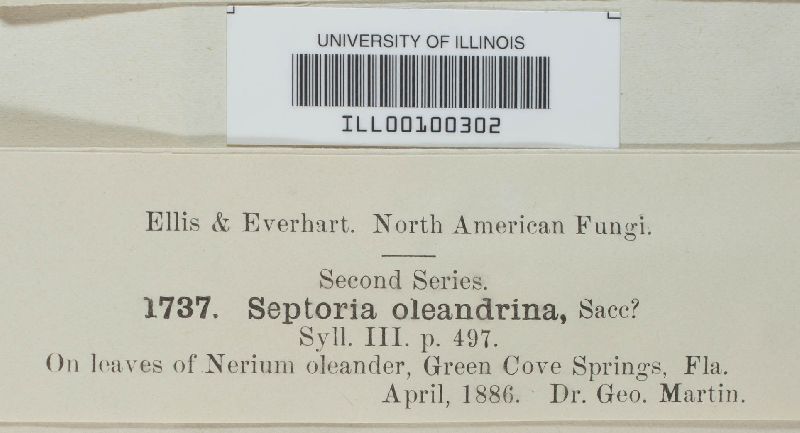 UNIVERSITY OF ILLINOIS
ILL00100302
Ellis & Everhart. North American Fungi.
Second Series.
1737. Septoria oleandrina, Sacc?
Syll. III. p. 497.
On leaves of Nerium oleander, Green Cove Springs, Fla.
April, 1886. Dr. Geo. Martin.